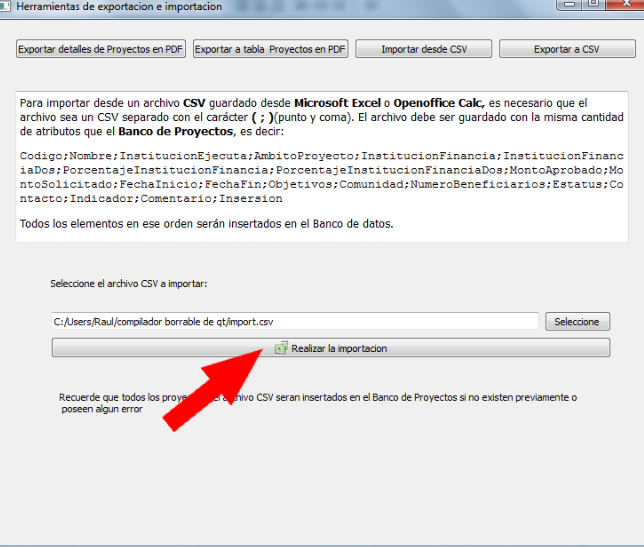 Herramientas de exportacion e importacion
Exportar detalles de Proyectos en PDF
Exportar a tabla Proyectos en PDF
Importar desde CSV
Exportar a CSV
Para importar desde un archivo CSV guardado desde Microsoft Excel o Openoffice Calc, es necesario que el
archivo sea un CSV separado con el carácter ( ; )(punto y coma). El archivo debe ser guardado con la misma cantidad
de atributos que el Banco de Proyectos, es decir:
Codigo;Nombre;InstitucionEjecuta;AmbitoProyecto;InstitucionFinancia;InstitucionFinanc
iaDos;PorcentajeInstitucionFinancia;PorcentajeInstitucionFinanciaDos;MontoAprobado;Mo
ntoSolicitado;FechaInicio;FechaFin;Objetivos;Comunidad;NumeroBeneficiarios;Estatus;Co
ntacto;Indicador;Comentario;Insersion
Todos los elementos en ese orden serán insertados en el Banco de datos.
Seleccione el archivo CSV a importar:
C:/Users/Raul/compilador borrable de qt/import.csv
Seleccione
Realizar la importacion
Recuerde que todos los CSV seran insertados en el Banco de Proyectos si no existen previamente o
poseen algun error